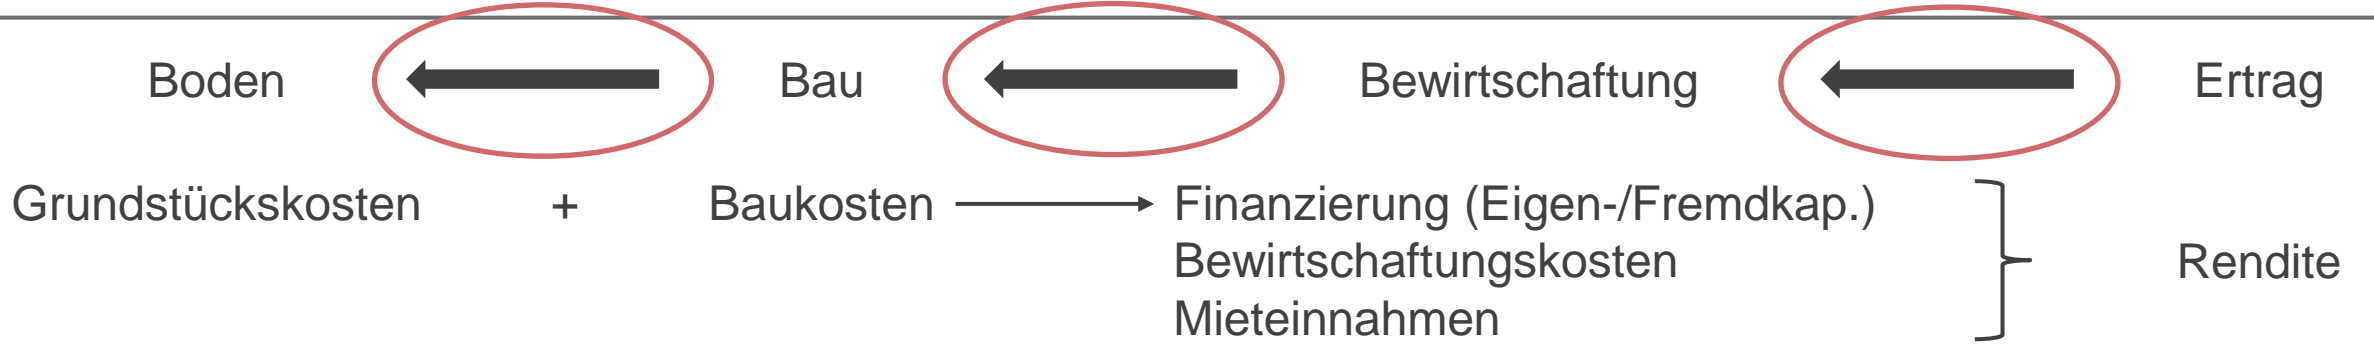 Boden Bau Bewirtschaftung Ertrag
Grundstückskosten + Baukosten Finanzierung (Eigen-/Fremdkap.)
Bewirtschaftungskosten Rendite
Mieteinnahmen